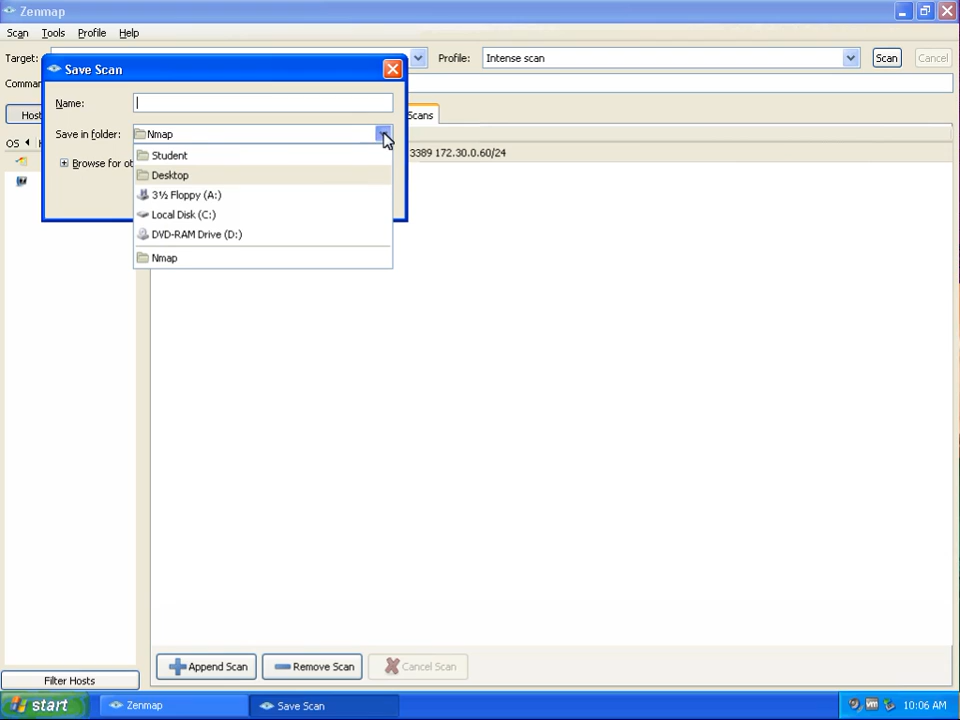 Zenmap
Scan Tools Profile Help
Target: Profile: Intense scan Scan Cancel
Save Scan
Name:
Scans
Save in folder: Nmap
OS
3389 172.30.0.60/24
Student
Desktop
3½ Floppy (A:)
Local Disk (C:)
DVD-RAM Drive (D:)
Nmap
Append Scan Remove Scan Cancel Scan
Filter Hosts
start Zenmap Save Scan 10:06 AM